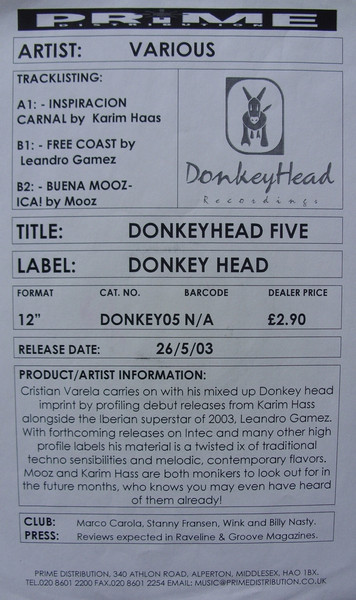 PRIME
DISTRIBUTION
ARTIST: VARIOUS
TRACKLISTING:
A1: - INSPIRACION
CARNAL by Karim Haas
B1: - FREE COAST by
Leandro Gamez
B2: - BUENA MOOZ-
ICA! by Mooz
DonkeyHead
Recordings
TITLE: DONKEYHEAD FIVE
LABEL: DONKEY HEAD
FORMAT CAT. NO. BARCODE DEALER PRICE
12" DONKEY05 N/A £2.90
RELEASE DATE: 26/5/03
PRODUCT/ARTIST INFORMATION:
Cristian Varela carries on with his mixed up Donkey head
imprint by profiling debut releases from Karim Hass
alongside the Iberian superstar of 2003, Leandro Gamez.
With forthcoming releases on Intec and many other high
profile labels his material is a twisted ix of traditional
techno sensibilities and melodic, contemporary flavors.
Mooz and Karim Hass are both monikers to look out for in
the future months, who knows you may even have heard
of them already!
CLUB: Marco Carola, Stanny Fransen, Wink and Billy Nasty.
PRESS: Reviews expected in Raveline & Groove Magazines.
PRIME DISTRIBUTION, 340 ATHLON ROAD, ALPERTON, MIDDLESEX, HAO 1BX.
TEL.020 8601 2200 FAX.020 8601 2254 EMAIL: MUSIC@PRIMEDISTRIBUTION.CO.UK